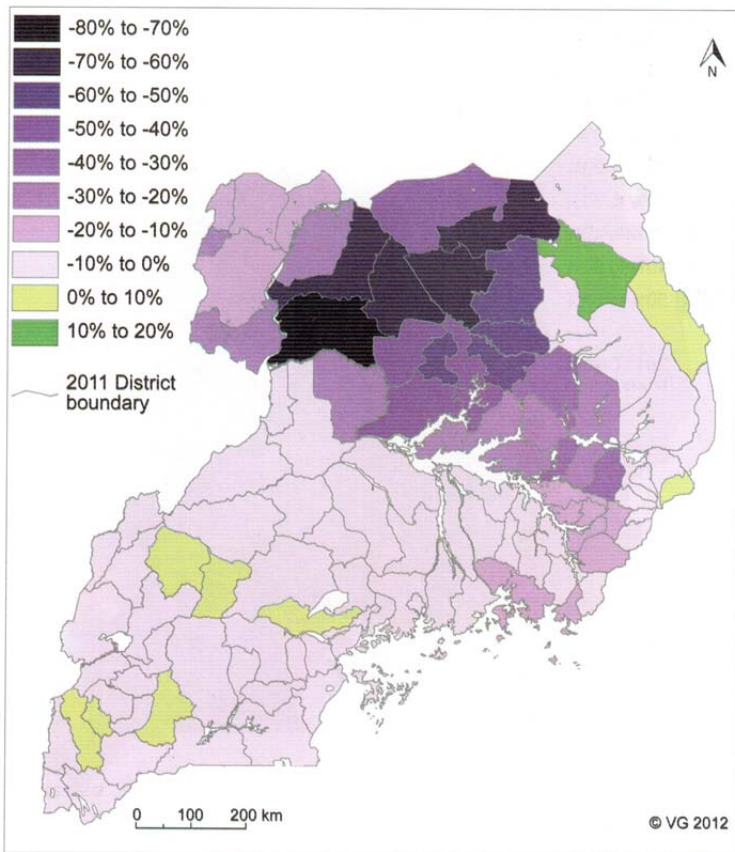 -80% to -70%
-70% to -60%
-60% to -50%
-50% to -40%
-40% to -30%
-30% to -20%
-20% to -10%
-10% to 0%
0% to 10%
10% to 20%
2011 District
boundary
N
0 100 200 km
© VG 2012